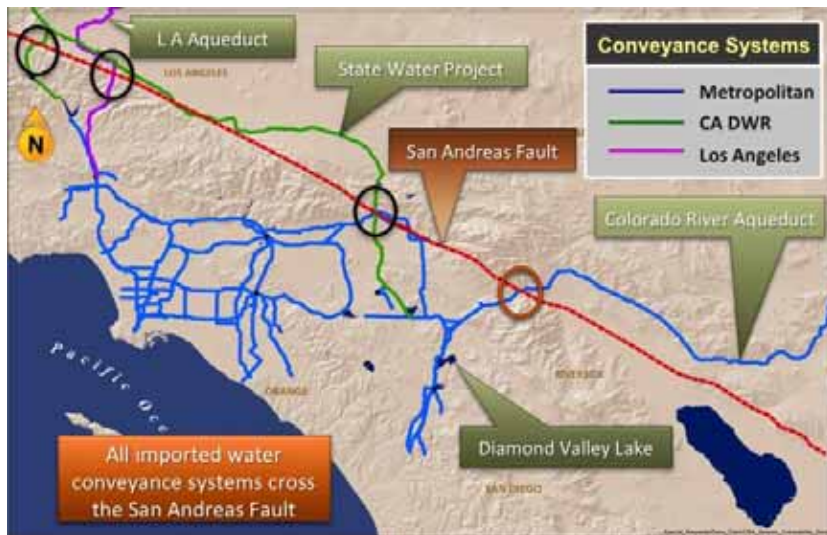 L A Aqueduct
LOS ANGELES
State Water Project
San Andreas Fault
Conveyance Systems
Metropolitan
CA DWR
Los Angeles
Colorado River Aqueduct
N
Pacific Oce
ORANGE
RIVERSIDE
Diamond Valley Lake
SAN DIEGO
All imported water
conveyance systems cross
the San Andreas Fault